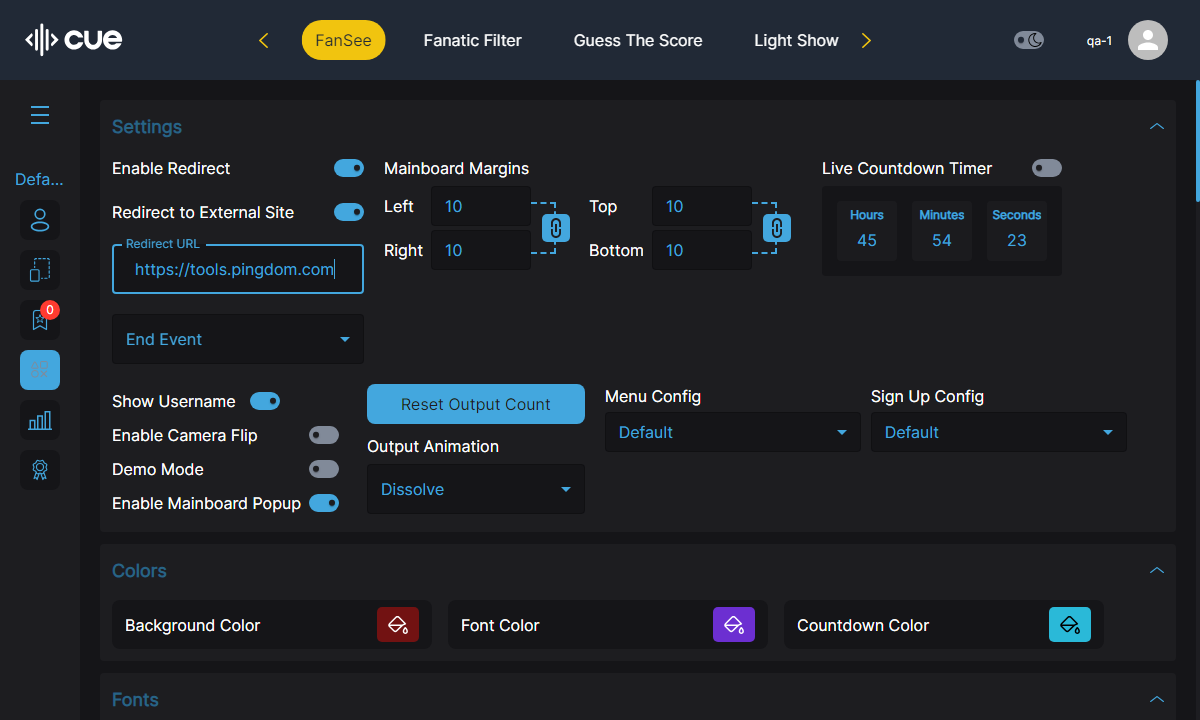 cue
FanSee
Fanatic Filter
Guess The Score
Light Show
qa-1
Defa...
0
Settings
Enable Redirect
Redirect to External Site
Redirect URL
https://tools.pingdom.com
End Event
Mainboard Margins
Left
10
Right
10
Top
10
Bottom
10
Live Countdown Timer
Hours
Minutes
Seconds
45
54
23
Show Username
Enable Camera Flip
Demo Mode
Enable Mainboard Popup
Reset Output Count
Output Animation
Dissolve
Menu Config
Default
Sign Up Config
Default
Colors
Background Color
Font Color
Countdown Color
Fonts